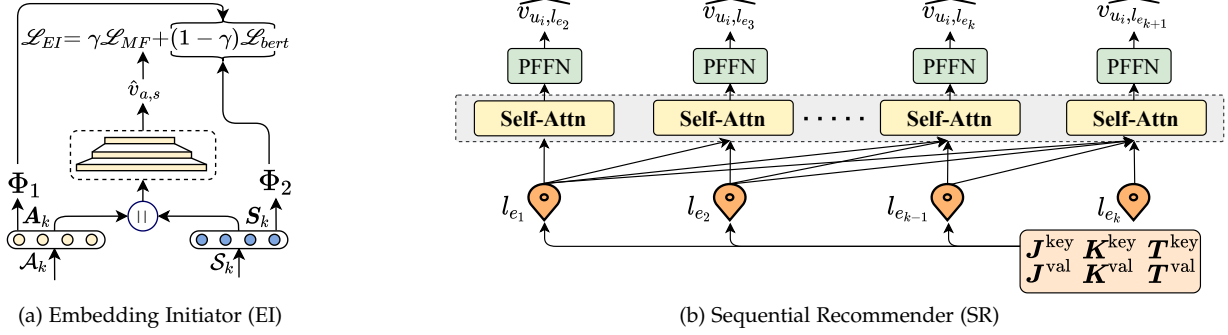 ℒ_EI = γℒ_MF + (1 − γ)ℒ_bert
v̂_{a,s}
Φ₁
Φ₂
A_k
||
S_k
𝒜_k
𝒮_k
(a) Embedding Initiator (EI)
v̂_{u_i,l_{e_2}} v̂_{u_i,l_{e_3}} v̂_{u_i,l_{e_k}} v̂_{u_i,l_{e_{k+1}}}
PFFN PFFN PFFN PFFN
Self-Attn Self-Attn ..... Self-Attn Self-Attn
l_{e_1} l_{e_2} l_{e_{k−1}} l_{e_k}
J^key K^key T^key
J^val K^val T^val
(b) Sequential Recommender (SR)